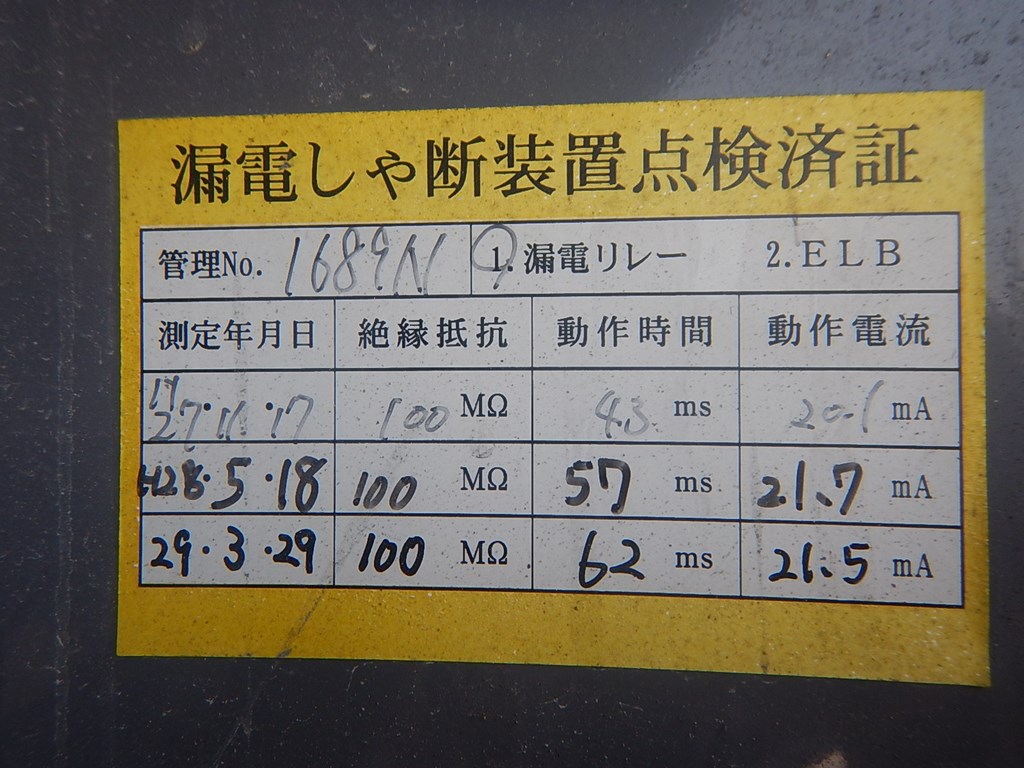 漏電しゃ断装置点検済証
管理No. 1689N 1. 漏電リレー 2. ELB
測定年月日 絶縁抵抗 動作時間 動作電流
27・11・17 100 MΩ 43 ms 20.1 mA
H28・5・18 100 MΩ 57 ms 21.7 mA
29・3・29 100 MΩ 62 ms 21.5 mA